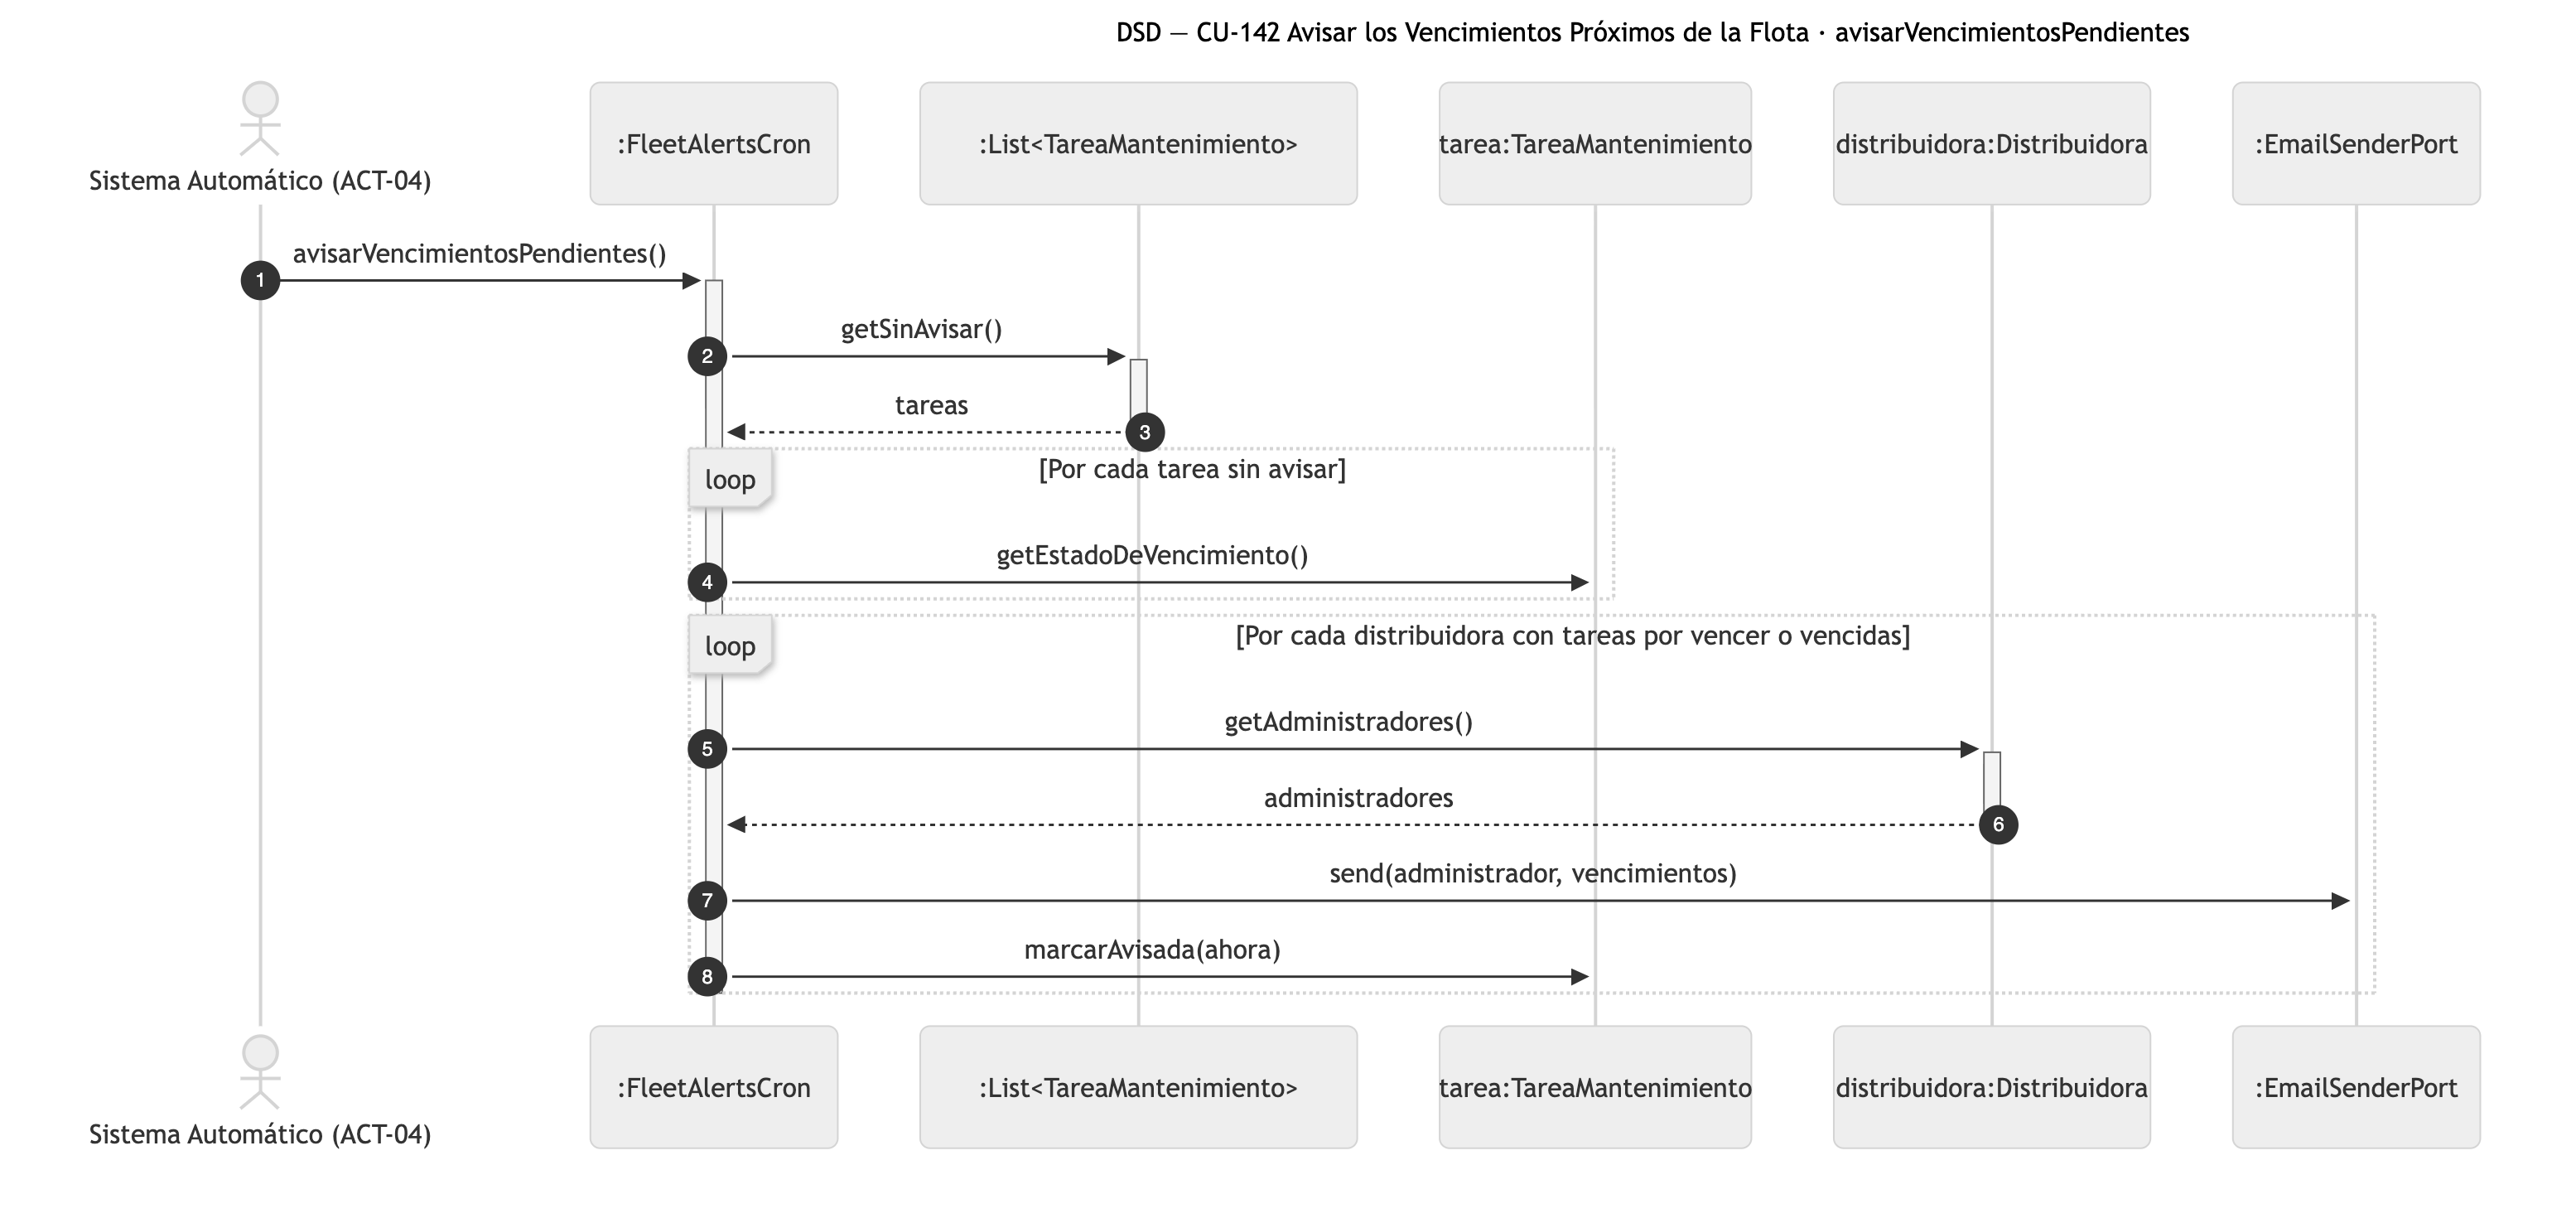 DSD — CU-142 Avisar los Vencimientos Próximos de la Flota · avisarVencimientosPendientes
Sistema Automático (ACT-04)
:FleetAlertsCron
:List<TareaMantenimiento>
tarea:TareaMantenimiento
distribuidora:Distribuidora
:EmailSenderPort
avisarVencimientosPendientes()
1
getSinAvisar()
2
tareas
3
loop
[Por cada tarea sin avisar]
getEstadoDeVencimiento()
4
loop
[Por cada distribuidora con tareas por vencer o vencidas]
getAdministradores()
5
administradores
6
send(administrador, vencimientos)
7
marcarAvisada(ahora)
8
Sistema Automático (ACT-04)
:FleetAlertsCron
:List<TareaMantenimiento>
tarea:TareaMantenimiento
distribuidora:Distribuidora
:EmailSenderPort